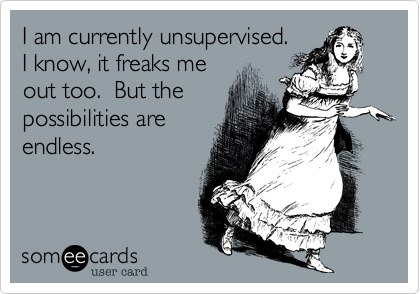 I am currently unsupervised.
I know, it freaks me
out too.  But the
possibilities are
endless.
someecards
user card